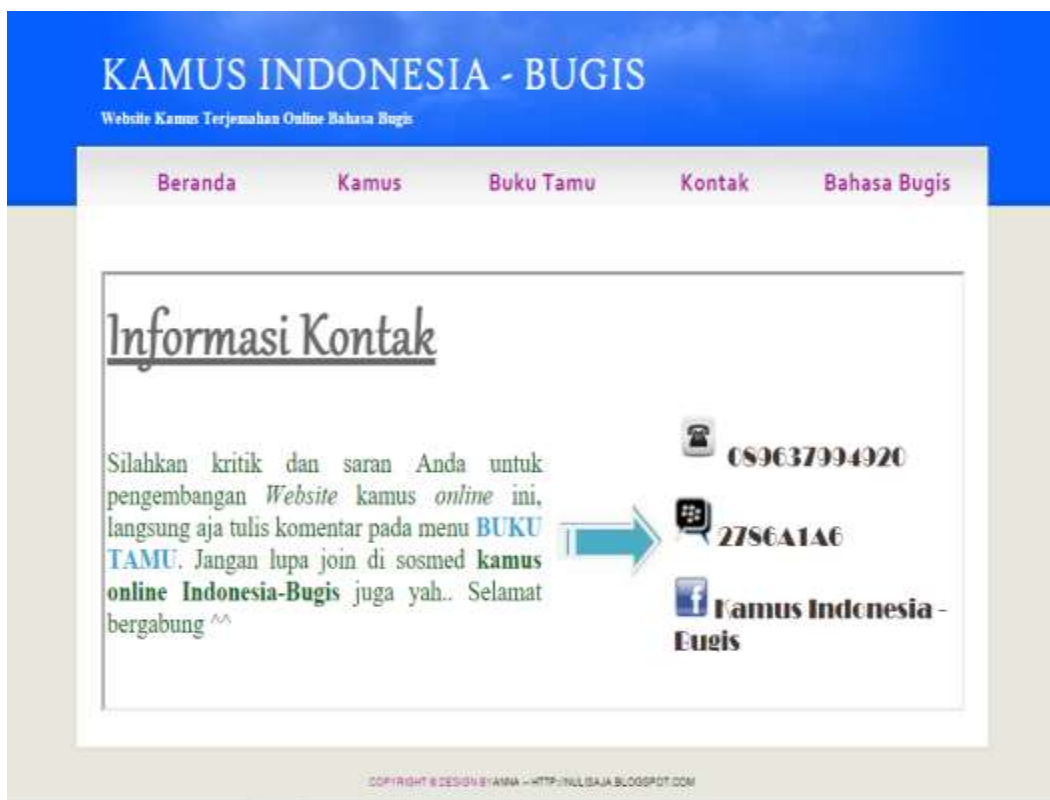 KAMUS INDONESIA - BUGIS
Website Kamus Terjemahan Online Bahasa Bugis
Beranda Kamus Buku Tamu Kontak Bahasa Bugis
Informasi Kontak
Silahkan kritik dan saran Anda untuk
pengembangan Website kamus online ini,
langsung aja tulis komentar pada menu BUKU
TAMU. Jangan lupa join di sosmed kamus
online Indonesia-Bugis juga yah.. Selamat
bergabung ^^
089637994920
2786A1A6
Kamus Indonesia -
Bugis
COPYRIGHT © DESIGN BY ANNA – HTTP://NULISAJA.BLOGSPOT.COM